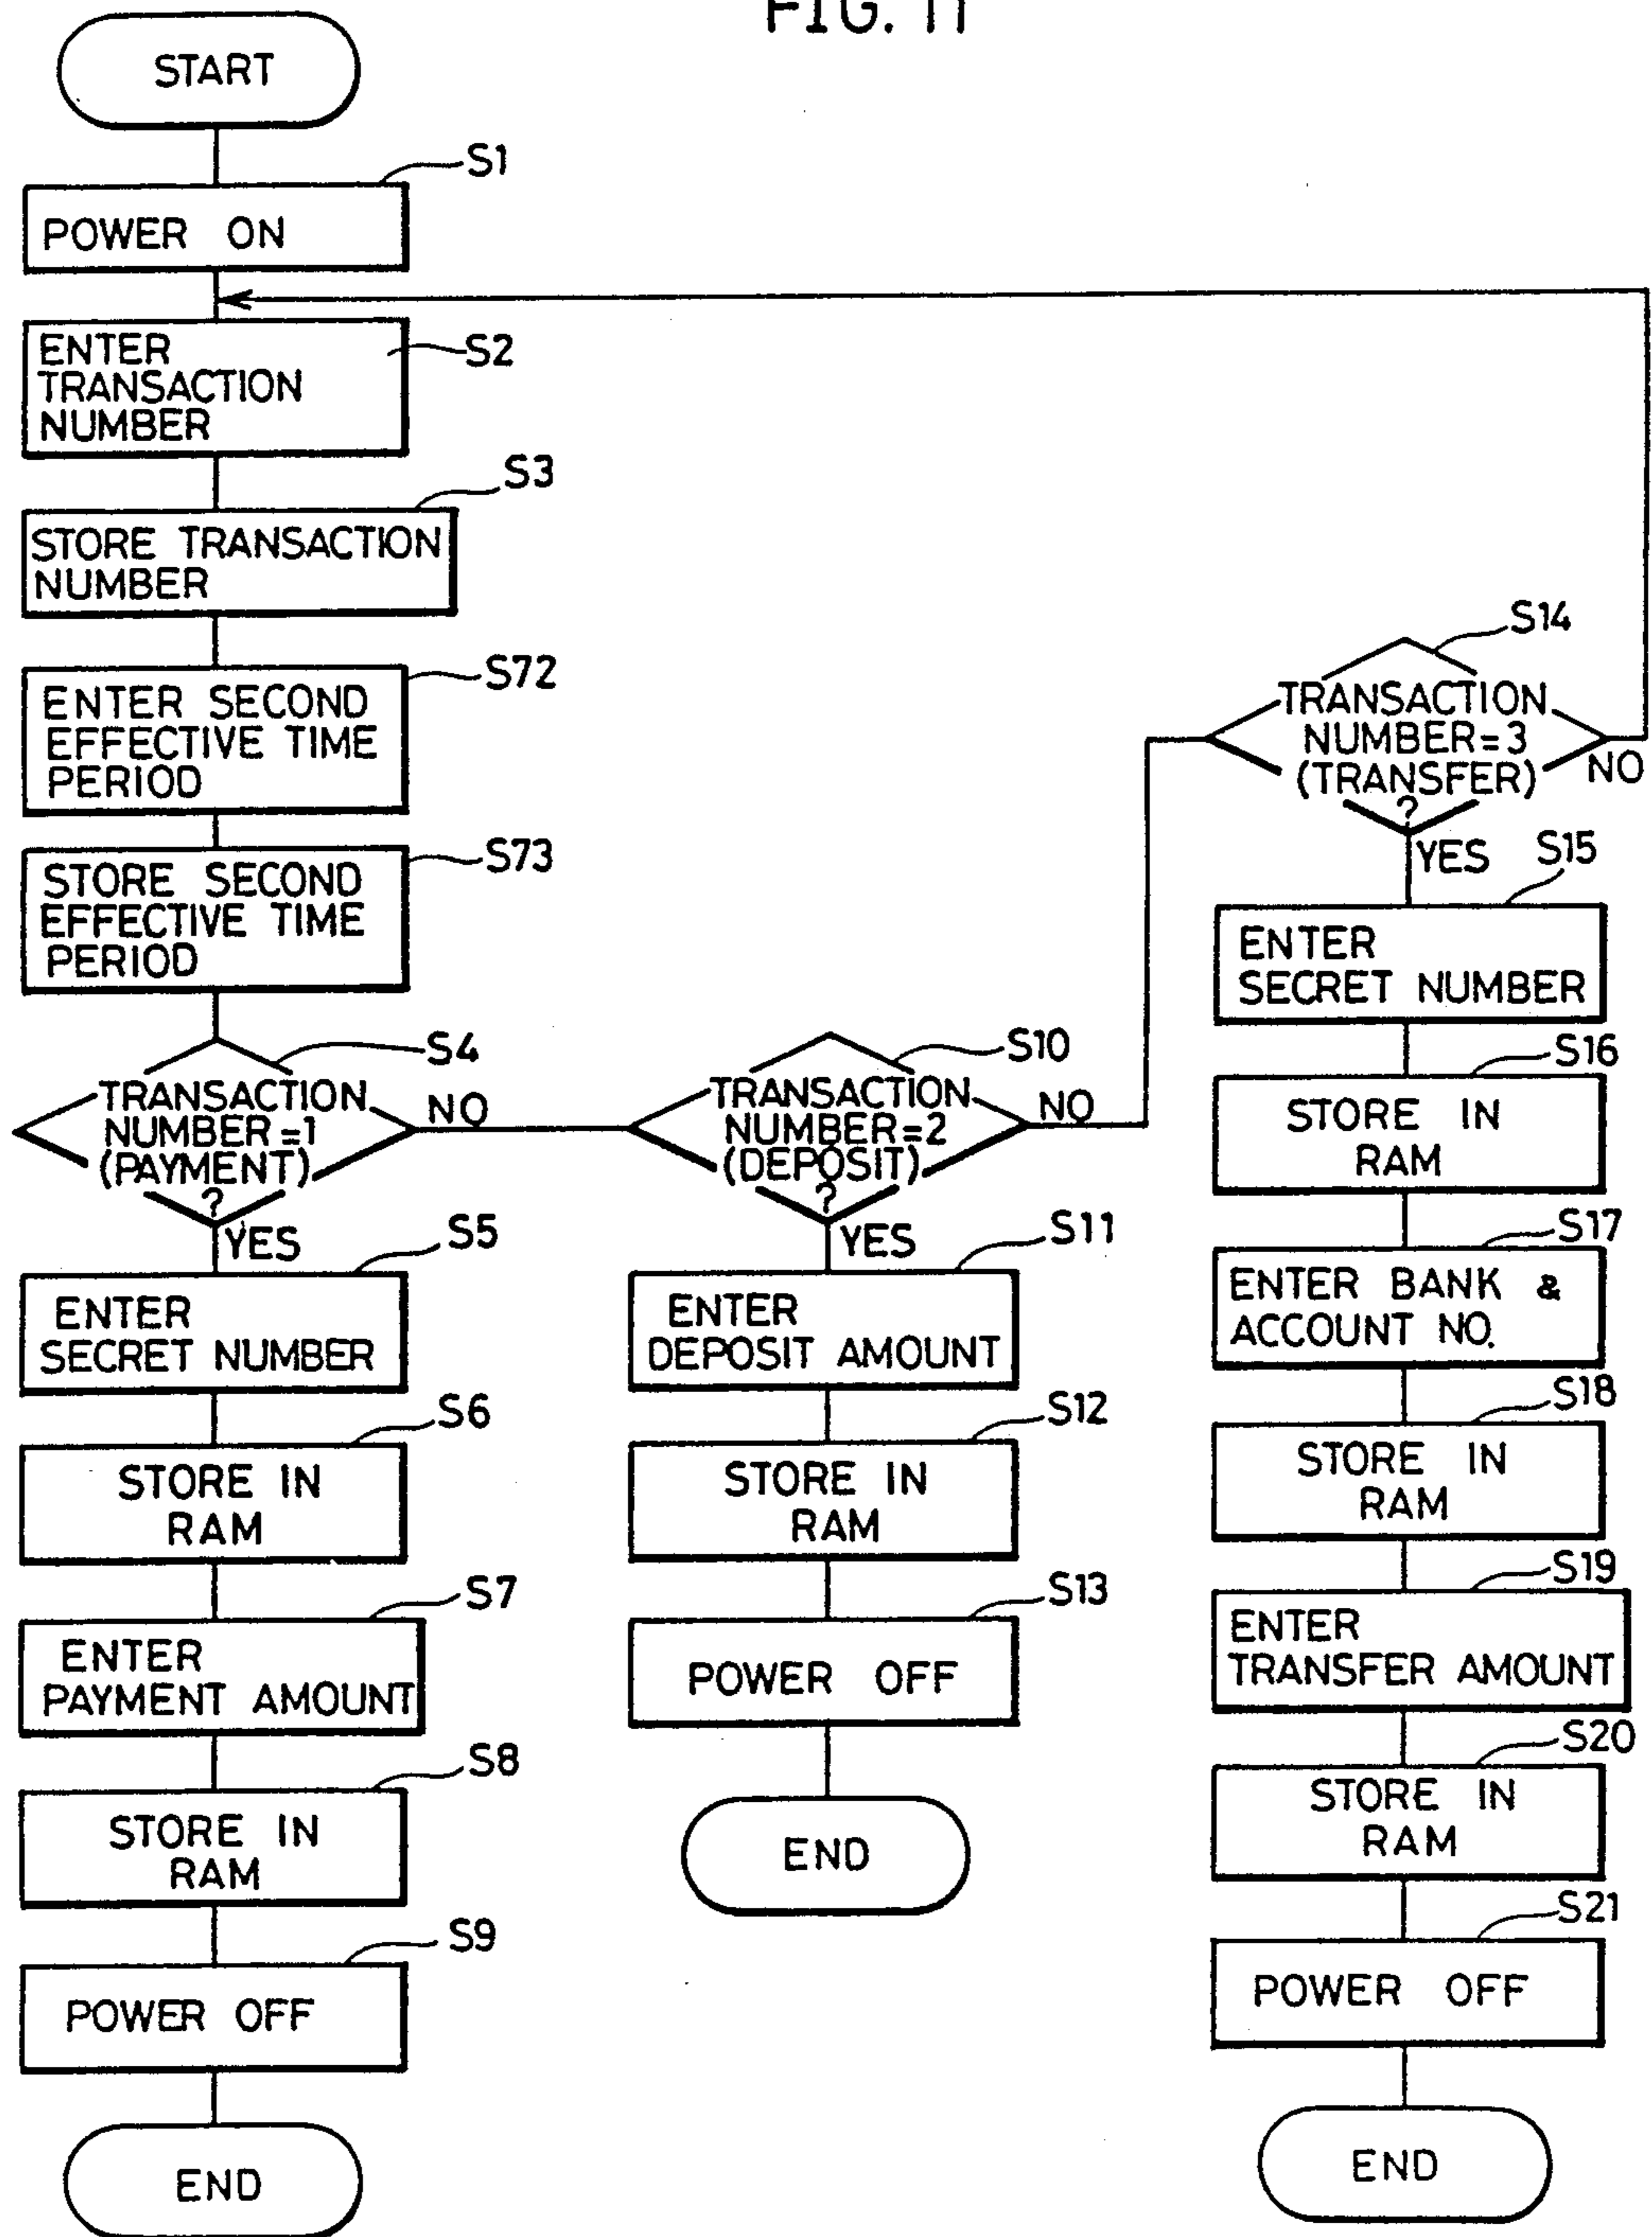 FIG. 11
START
S1
POWER ON
S2
ENTER
TRANSACTION
NUMBER
S3
STORE TRANSACTION
NUMBER
S72
ENTER SECOND
EFFECTIVE TIME
PERIOD
S73
STORE SECOND
EFFECTIVE TIME
PERIOD
S4
TRANSACTION
NUMBER=1
(PAYMENT)
?
NO
YES
S5
ENTER
SECRET NUMBER
S6
STORE IN
RAM
S7
ENTER
PAYMENT AMOUNT
S8
STORE IN
RAM
S9
POWER OFF
END
S10
TRANSACTION
NUMBER=2
(DEPOSIT)
?
NO
YES
S11
ENTER
DEPOSIT AMOUNT
S12
STORE IN
RAM
S13
POWER OFF
END
S14
TRANSACTION
NUMBER=3
(TRANSFER)
?
NO
YES
S15
ENTER
SECRET NUMBER
S16
STORE IN
RAM
S17
ENTER BANK &
ACCOUNT NO.
S18
STORE IN
RAM
S19
ENTER
TRANSFER AMOUNT
S20
STORE IN
RAM
S21
POWER OFF
END